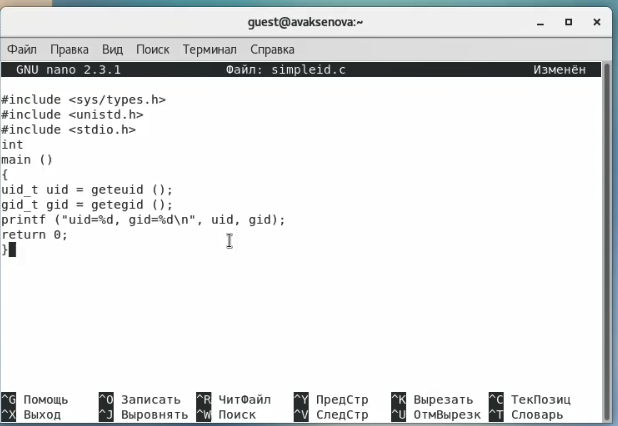 guest@avaksenova:~
Файл Правка Вид Поиск Терминал Справка
GNU nano 2.3.1 Файл: simpleid.c Изменён
#include <sys/types.h>
#include <unistd.h>
#include <stdio.h>
int
main ()
{
uid_t uid = geteuid ();
gid_t gid = getegid ();
printf ("uid=%d, gid=%d\n", uid, gid);
return 0;
}
^G Помощь ^O Записать ^R ЧитФайл ^Y ПредСтр ^K Вырезать ^C ТекПозиц
^X Выход ^J Выровнять ^W Поиск ^V СледСтр ^U ОтмВырезк ^T Словарь